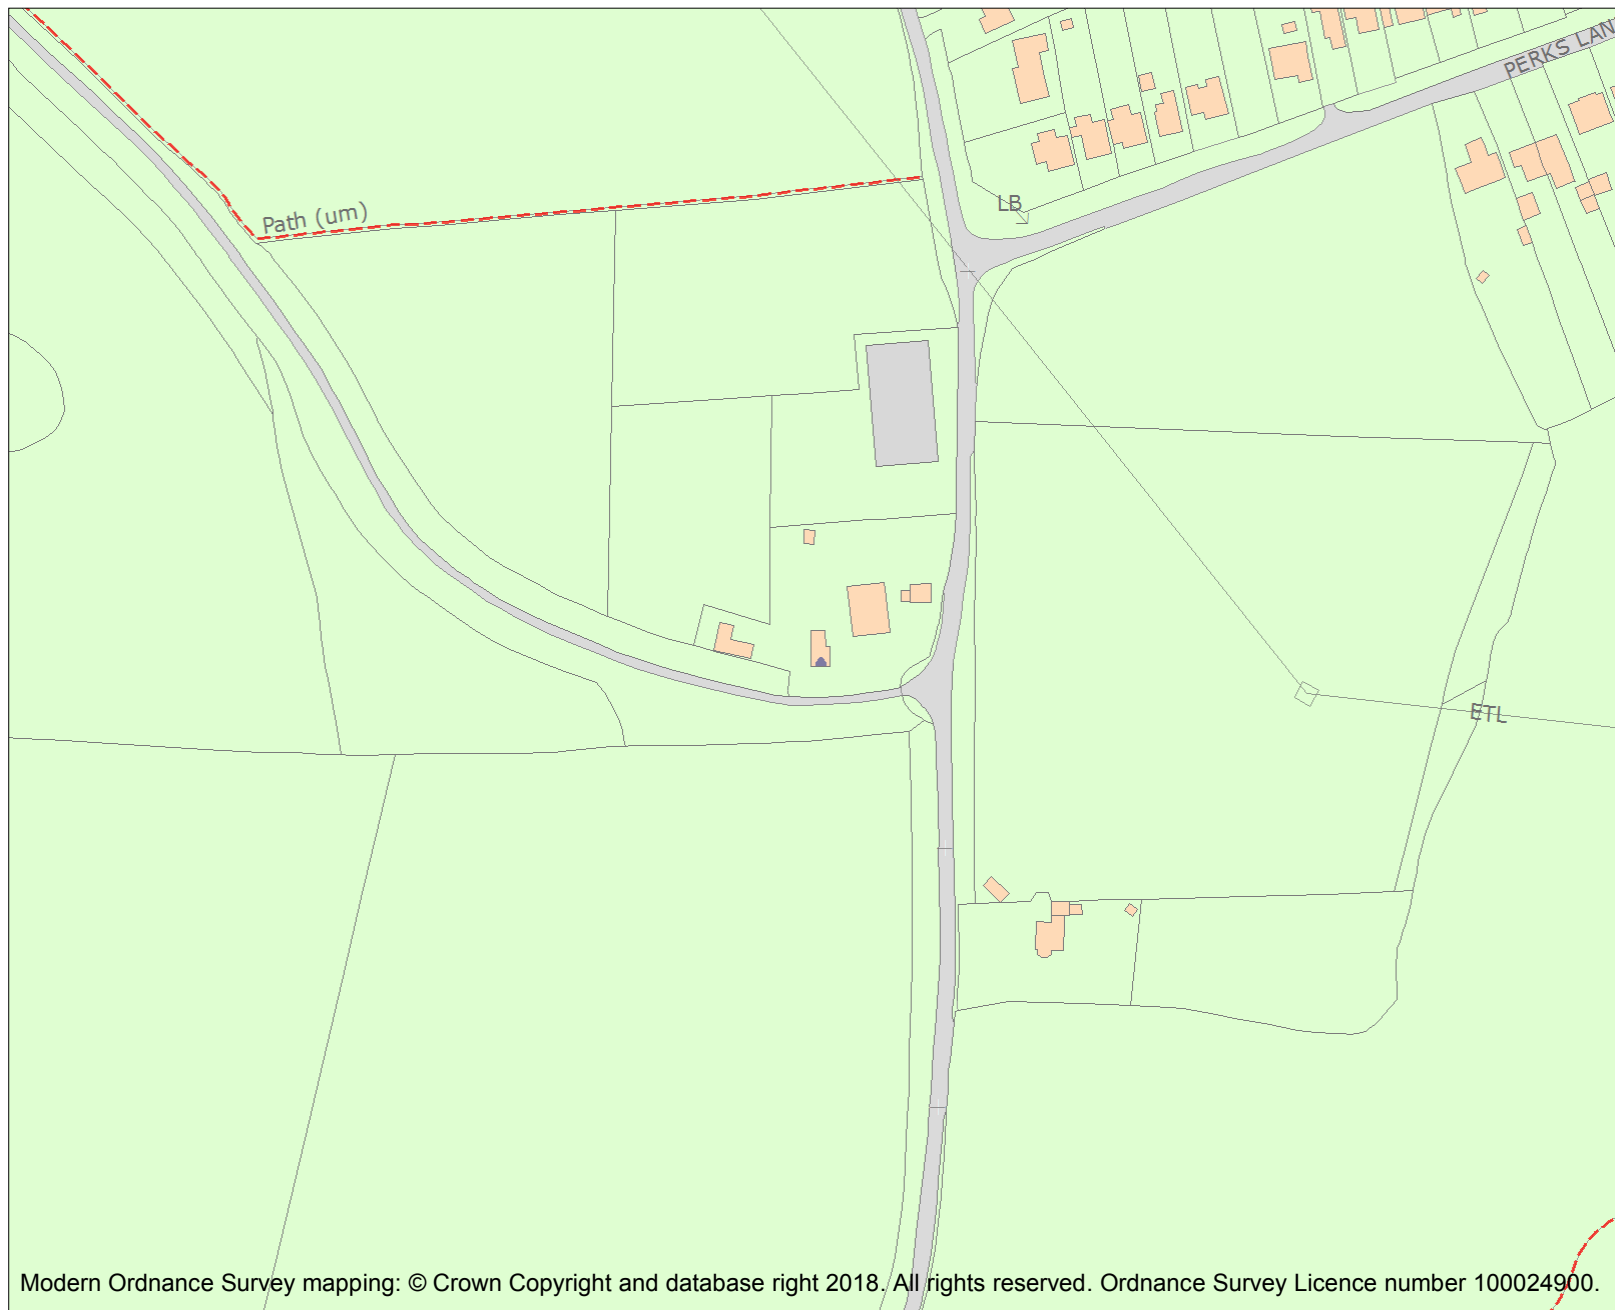 PERKS LAN
LB
Path (um)
ETL
Modern Ordnance Survey mapping: © Crown Copyright and database right 2018. All rights reserved. Ordnance Survey Licence number 100024900.